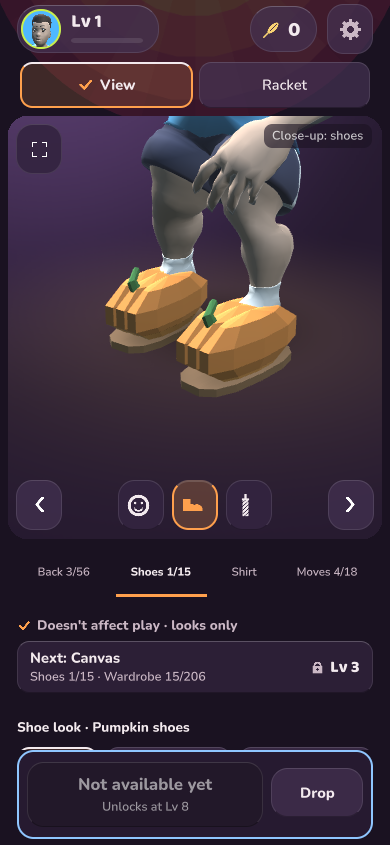 Lv 1
0
View
Racket
Close-up: shoes
Back 3/56
Shoes 1/15
Shirt
Moves 4/18
Doesn't affect play · looks only
Next: Canvas
Shoes 1/15 · Wardrobe 15/206
Lv 3
Shoe look · Pumpkin shoes
Not available yet
Unlocks at Lv 8
Drop